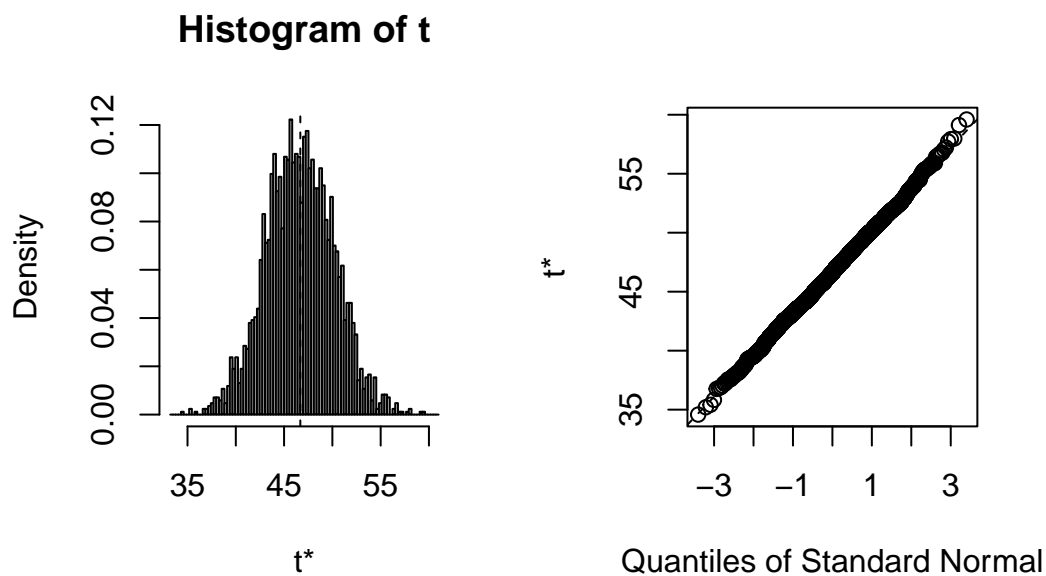 Histogram of t
Density
0.00
0.04
0.08
0.12
35
45
55
t*
t*
35
45
55
−3
−1
1
3
Quantiles of Standard Normal